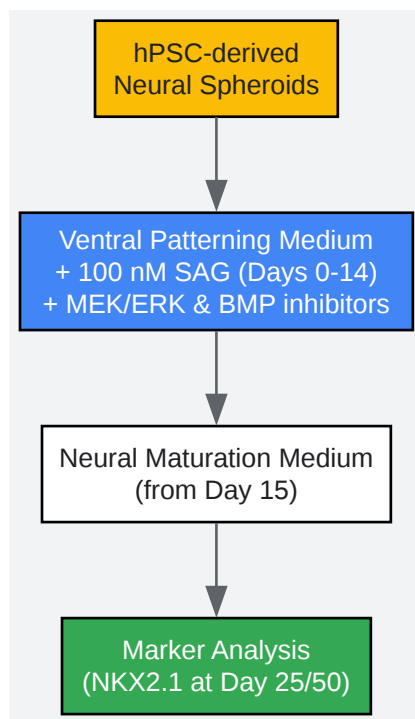 hPSC-derived
Neural Spheroids
Ventral Patterning Medium
+ 100 nM SAG (Days 0-14)
+ MEK/ERK & BMP inhibitors
Neural Maturation Medium
(from Day 15)
Marker Analysis
(NKX2.1 at Day 25/50)